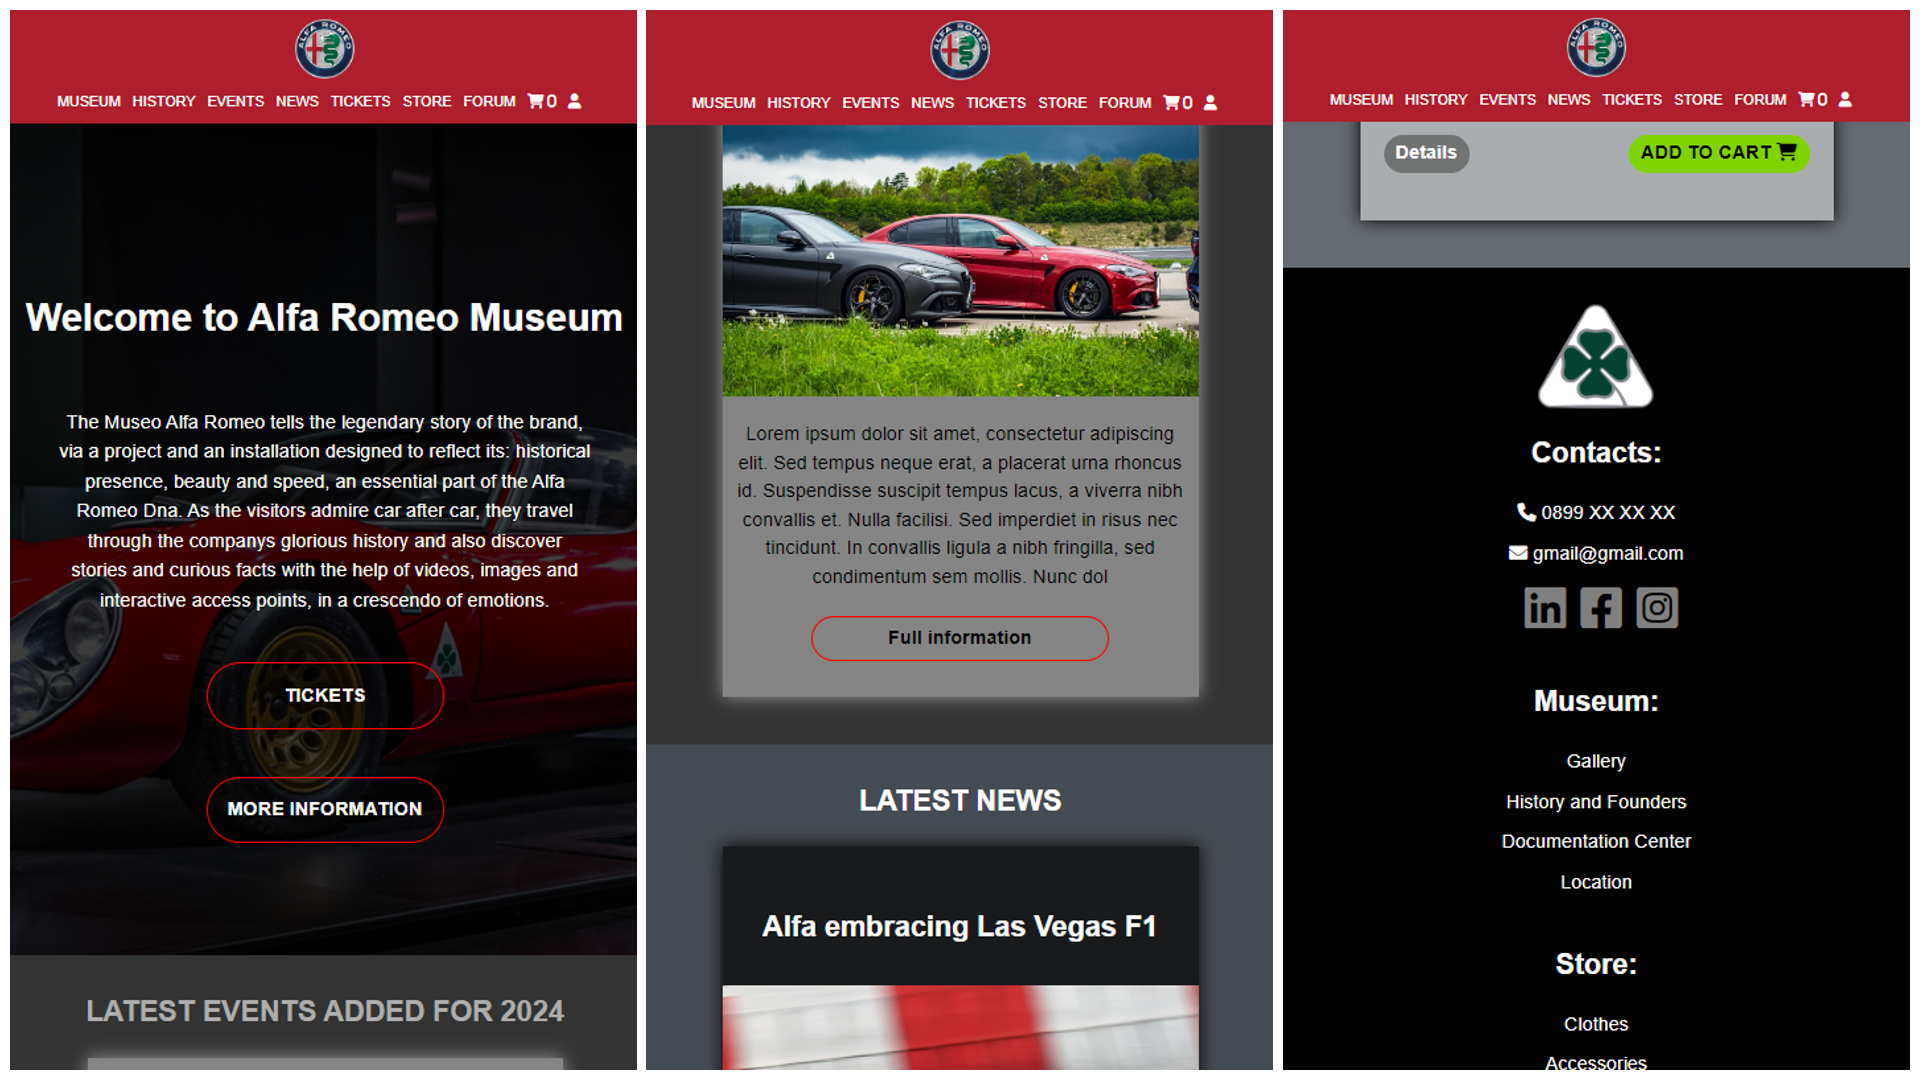 ALFA ROMEO
MUSEUM HISTORY EVENTS NEWS TICKETS STORE FORUM 0
Welcome to Alfa Romeo Museum
The Museo Alfa Romeo tells the legendary story of the brand,
via a project and an installation designed to reflect its: historical
presence, beauty and speed, an essential part of the Alfa
Romeo Dna. As the visitors admire car after car, they travel
through the companys glorious history and also discover
stories and curious facts with the help of videos, images and
interactive access points, in a crescendo of emotions.
TICKETS
MORE INFORMATION
LATEST EVENTS ADDED FOR 2024
ALFA ROMEO
MUSEUM HISTORY EVENTS NEWS TICKETS STORE FORUM 0
Lorem ipsum dolor sit amet, consectetur adipiscing
elit. Sed tempus neque erat, a placerat urna rhoncus
id. Suspendisse suscipit tempus lacus, a viverra nibh
convallis et. Nulla facilisi. Sed imperdiet in risus nec
tincidunt. In convallis ligula a nibh fringilla, sed
condimentum sem mollis. Nunc dol
Full information
LATEST NEWS
Alfa embracing Las Vegas F1
ALFA ROMEO
MUSEUM HISTORY EVENTS NEWS TICKETS STORE FORUM 0
Details ADD TO CART
Contacts:
0899 XX XX XX
gmail@gmail.com
Museum:
Gallery
History and Founders
Documentation Center
Location
Store:
Clothes
Accessories